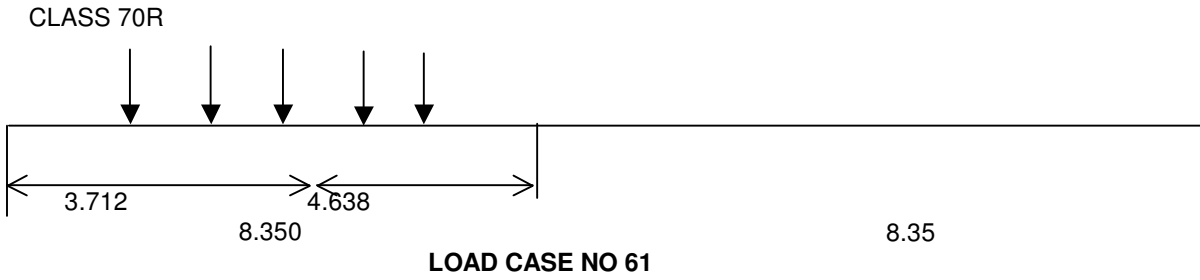 CLASS 70R
3.712 4.638
8.350 8.35
LOAD CASE NO 61